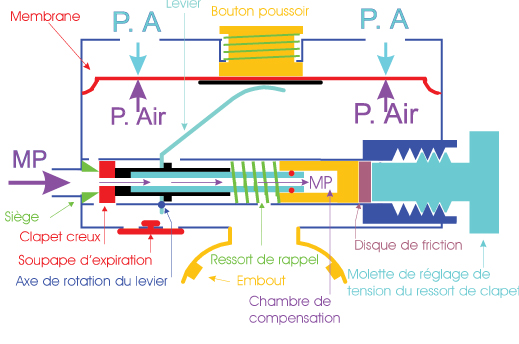 Levier
Bouton poussoir
Membrane
P. A
P. A
P. Air
P. Air
MP
MP
Siège
Clapet creux
Soupape d'expiration
Axe de rotation du levier
Ressort de rappel
Embout
Chambre de
compensation
Disque de friction
Molette de réglage de
tension du ressort de clapet